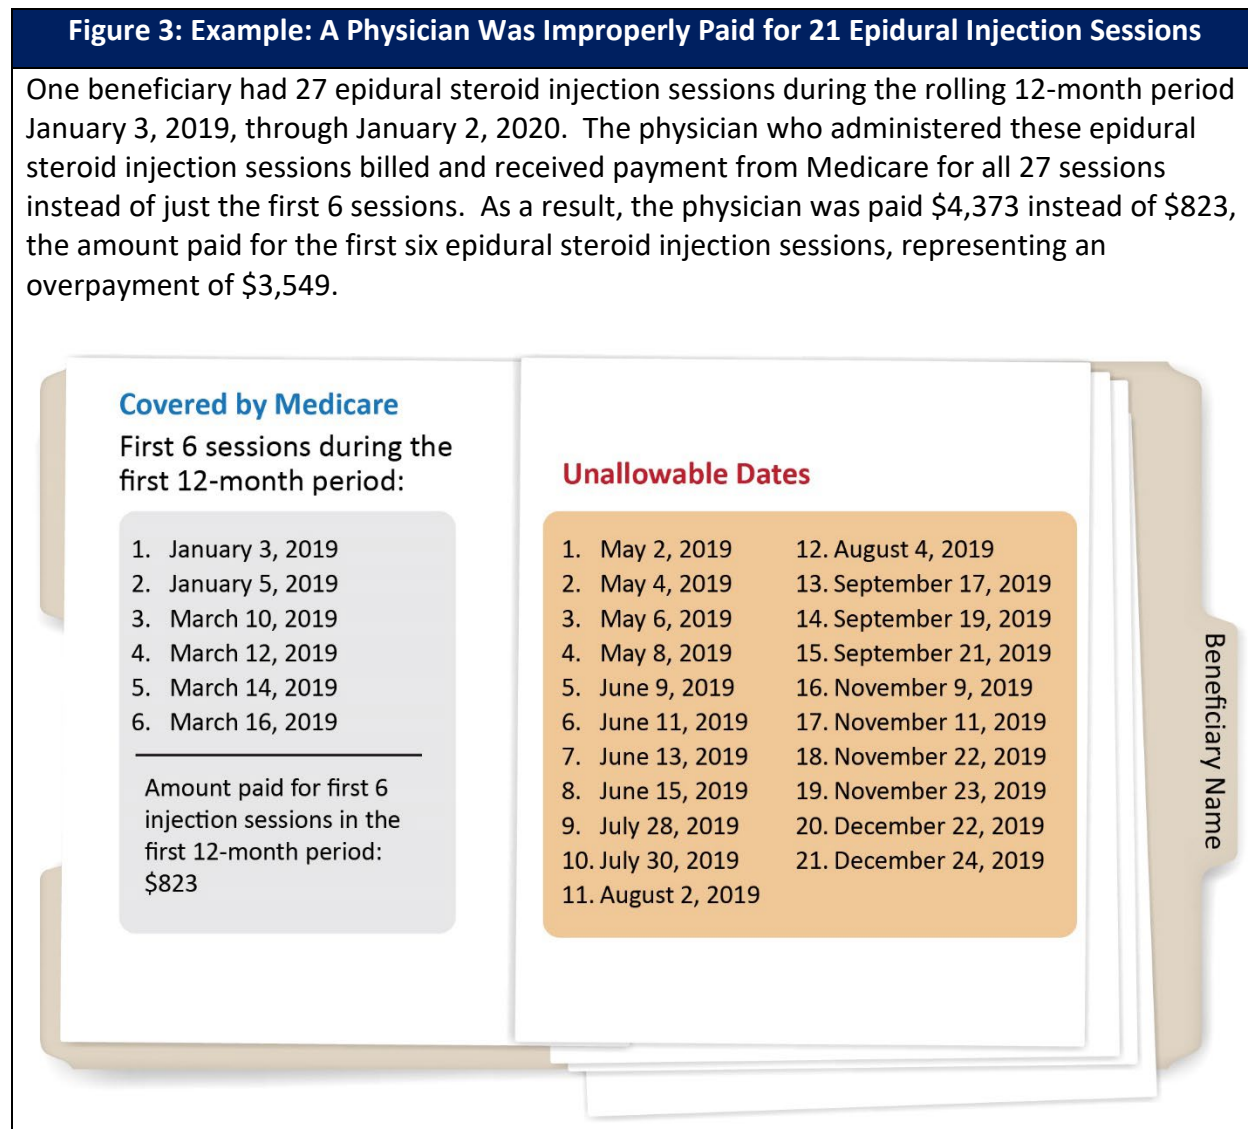 Figure 3: Example: A Physician Was Improperly Paid for 21 Epidural Injection Sessions
One beneficiary had 27 epidural steroid injection sessions during the rolling 12-month period
January 3, 2019, through January 2, 2020.  The physician who administered these epidural
steroid injection sessions billed and received payment from Medicare for all 27 sessions
instead of just the first 6 sessions.  As a result, the physician was paid $4,373 instead of $823,
the amount paid for the first six epidural steroid injection sessions, representing an
overpayment of $3,549.
Covered by Medicare
First 6 sessions during the
first 12-month period:
1. January 3, 2019
2. January 5, 2019
3. March 10, 2019
4. March 12, 2019
5. March 14, 2019
6. March 16, 2019
Amount paid for first 6
injection sessions in the
first 12-month period:
$823
Unallowable Dates
1. May 2, 2019
2. May 4, 2019
3. May 6, 2019
4. May 8, 2019
5. June 9, 2019
6. June 11, 2019
7. June 13, 2019
8. June 15, 2019
9. July 28, 2019
10. July 30, 2019
11. August 2, 2019
12. August 4, 2019
13. September 17, 2019
14. September 19, 2019
15. September 21, 2019
16. November 9, 2019
17. November 11, 2019
18. November 22, 2019
19. November 23, 2019
20. December 22, 2019
21. December 24, 2019
Beneficiary Name